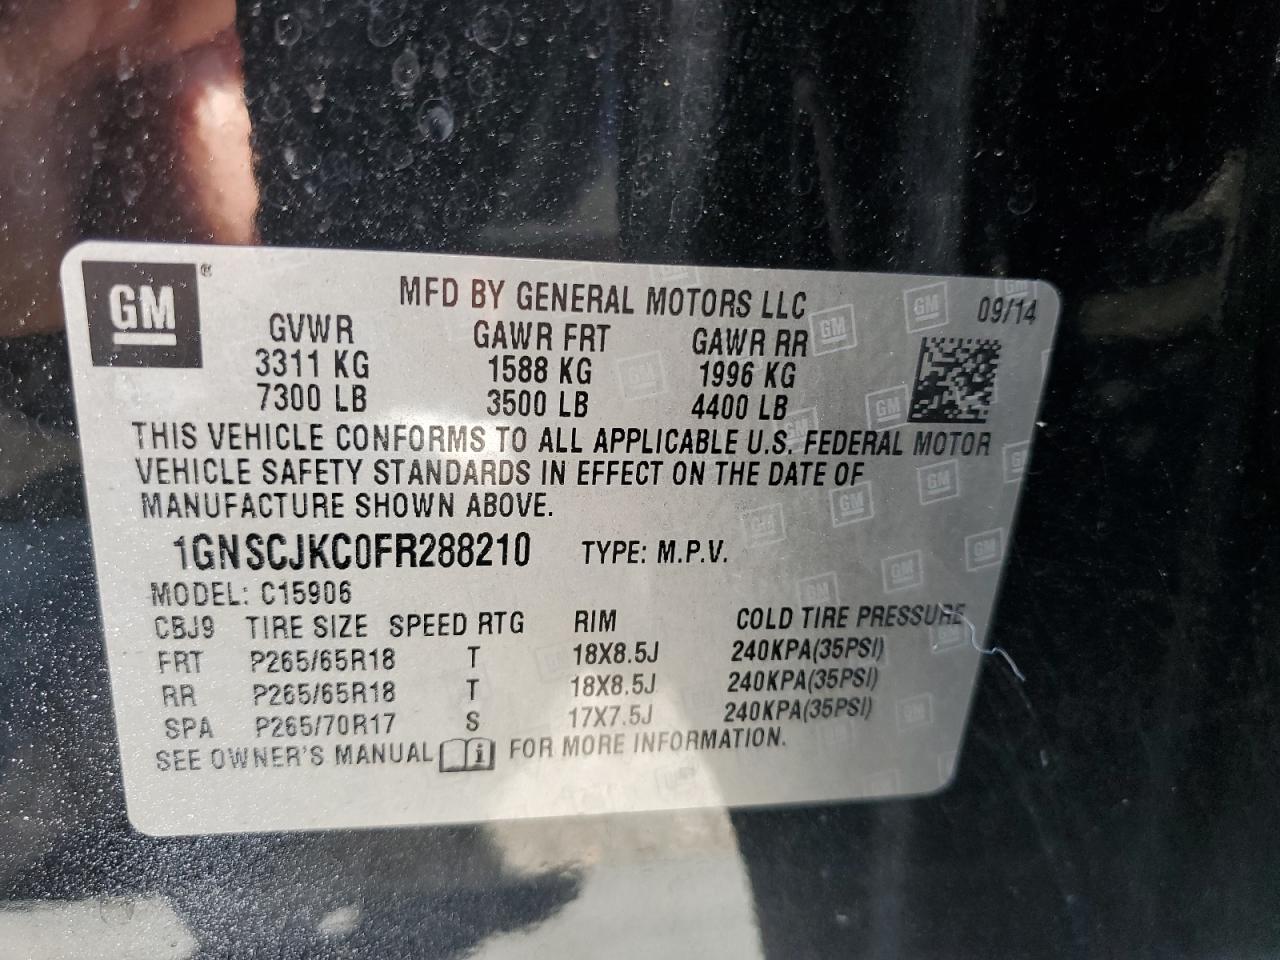 GM ®
MFD BY GENERAL MOTORS LLC
09/14
GVWR GAWR FRT GAWR RR
3311 KG 1588 KG 1996 KG
7300 LB 3500 LB 4400 LB
THIS VEHICLE CONFORMS TO ALL APPLICABLE U.S. FEDERAL MOTOR
VEHICLE SAFETY STANDARDS IN EFFECT ON THE DATE OF
MANUFACTURE SHOWN ABOVE.
1GNSCJKC0FR288210 TYPE: M.P.V.
MODEL: C15906
CBJ9 TIRE SIZE SPEED RTG RIM COLD TIRE PRESSURE
FRT P265/65R18 T 18X8.5J 240KPA(35PSI)
RR P265/65R18 T 18X8.5J 240KPA(35PSI)
SPA P265/70R17 S 17X7.5J 240KPA(35PSI)
SEE OWNER'S MANUAL i FOR MORE INFORMATION.